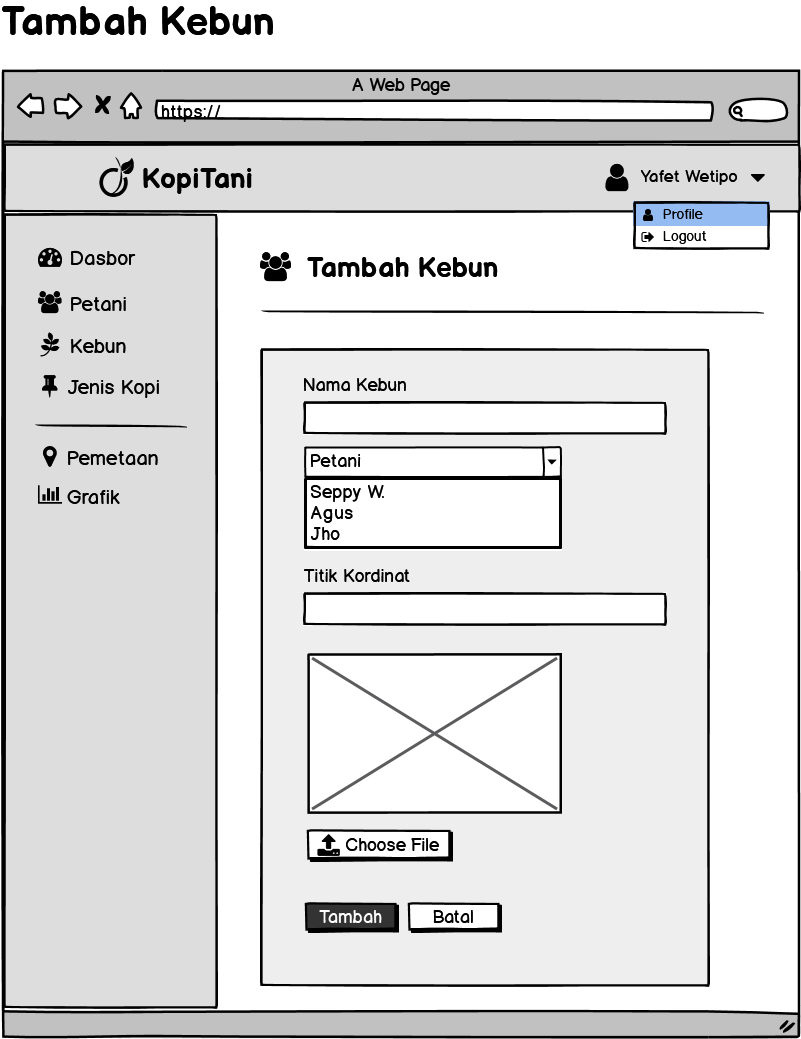 Tambah Kebun
A Web Page
https://
KopiTani
Yafet Wetipo
Profile
Logout
Dasbor
Petani
Kebun
Jenis Kopi
Pemetaan
Grafik
Tambah Kebun
Nama Kebun
Petani
Seppy W.
Agus
Jho
Titik Kordinat
Choose File
Tambah
Batal